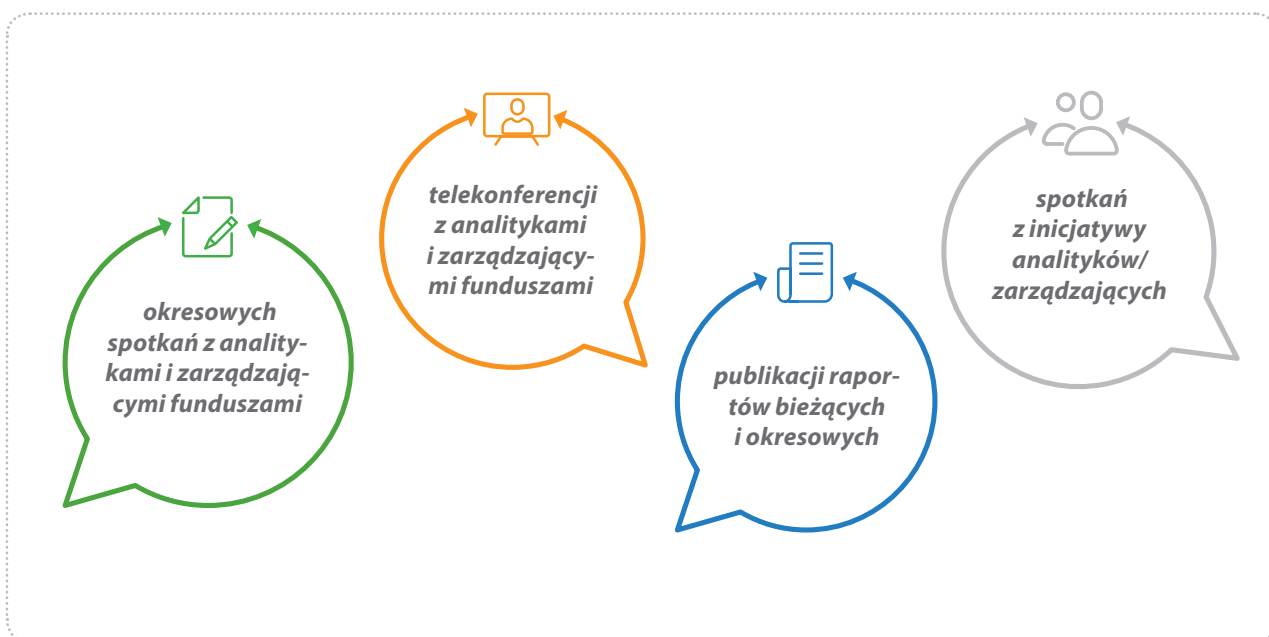 okresowych
spotkań z anality-
kami i zarządzają-
cymi funduszami
telekonferencji
z analitykami
i zarządzający-
mi funduszami
publikacji rapor-
tów bieżących
i okresowych
spotkań
z inicjatywy
analityków/
zarządzających